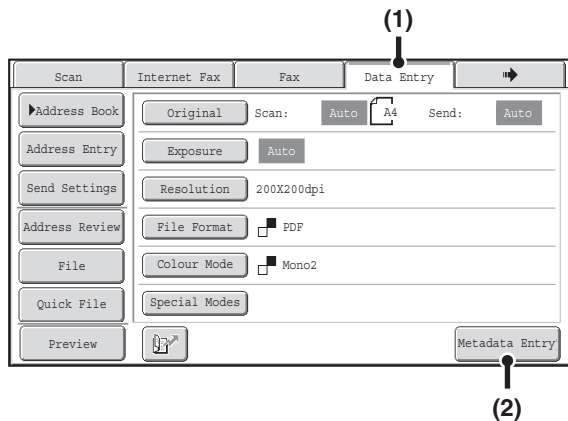 (1)
Scan Internet Fax Fax Data Entry
Address Book Original Scan: Auto A4 Send: Auto
Address Entry Exposure Auto
Send Settings Resolution 200X200dpi
Address Review File Format PDF
File Colour Mode Mono2
Quick File Special Modes
Preview Metadata Entry
(2)